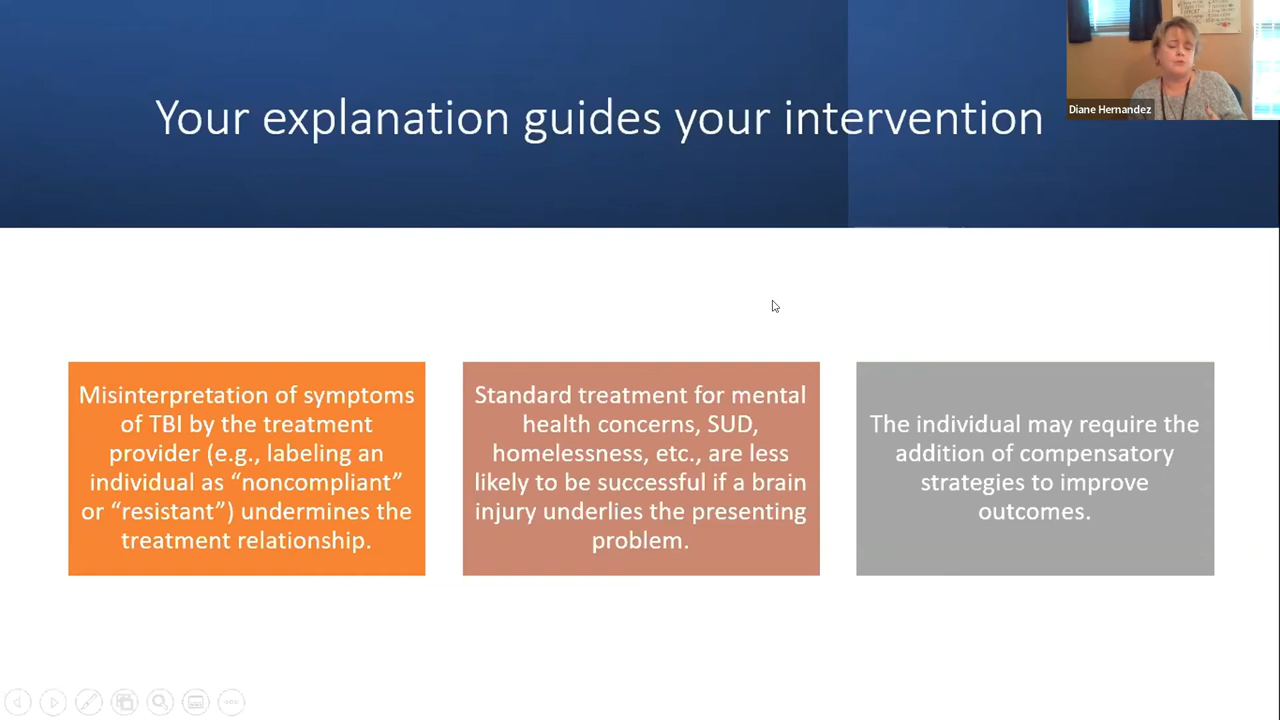 Your explanation guides your intervention
Diane Hernandez
Misinterpretation of symptoms
of TBI by the treatment
provider (e.g., labeling an
individual as “noncompliant”
or “resistant”) undermines the
treatment relationship.
Standard treatment for mental
health concerns, SUD,
homelessness, etc., are less
likely to be successful if a brain
injury underlies the presenting
problem.
The individual may require the
addition of compensatory
strategies to improve
outcomes.